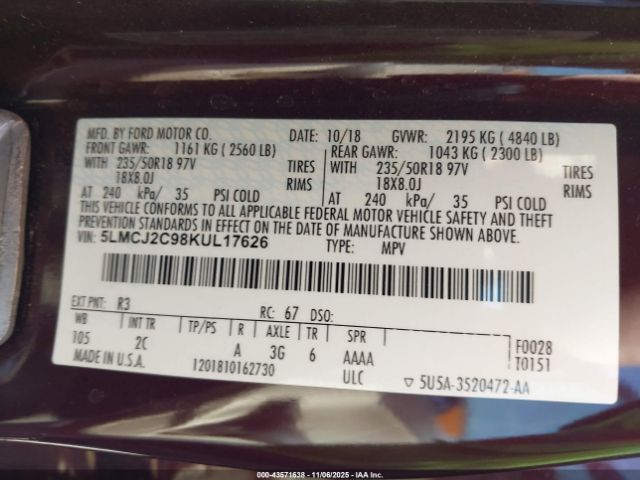 MFD. BY FORD MOTOR CO. DATE: 10/18 GVWR: 2195 KG ( 4840 LB)
FRONT GAWR: 1161 KG ( 2560 LB) REAR GAWR: 1043 KG ( 2300 LB)
WITH 235/50R18 97V TIRES WITH 235/50R18 97V TIRES
18X8.0J RIMS 18X8.0J RIMS
AT 240 kPa/ 35 PSI COLD AT 240 kPa/ 35 PSI COLD
THIS VEHICLE CONFORMS TO ALL APPLICABLE FEDERAL MOTOR VEHICLE SAFETY AND THEFT
PREVENTION STANDARDS IN EFFECT ON THE DATE OF MANUFACTURE SHOWN ABOVE.
VIN: 5LMCJ2C98KUL17626 TYPE: MPV
EXT PNT: R3 RC: 67 DSO:
WB INT TR TP/PS R AXLE TR SPR F0028
105 2C A 3G 6 AAAA T0151
MADE IN U.S.A. 1201810162730 ULC ▽ 5U5A-3520472-AA
000-43571638 - 11/06/2025 - IAA Inc.